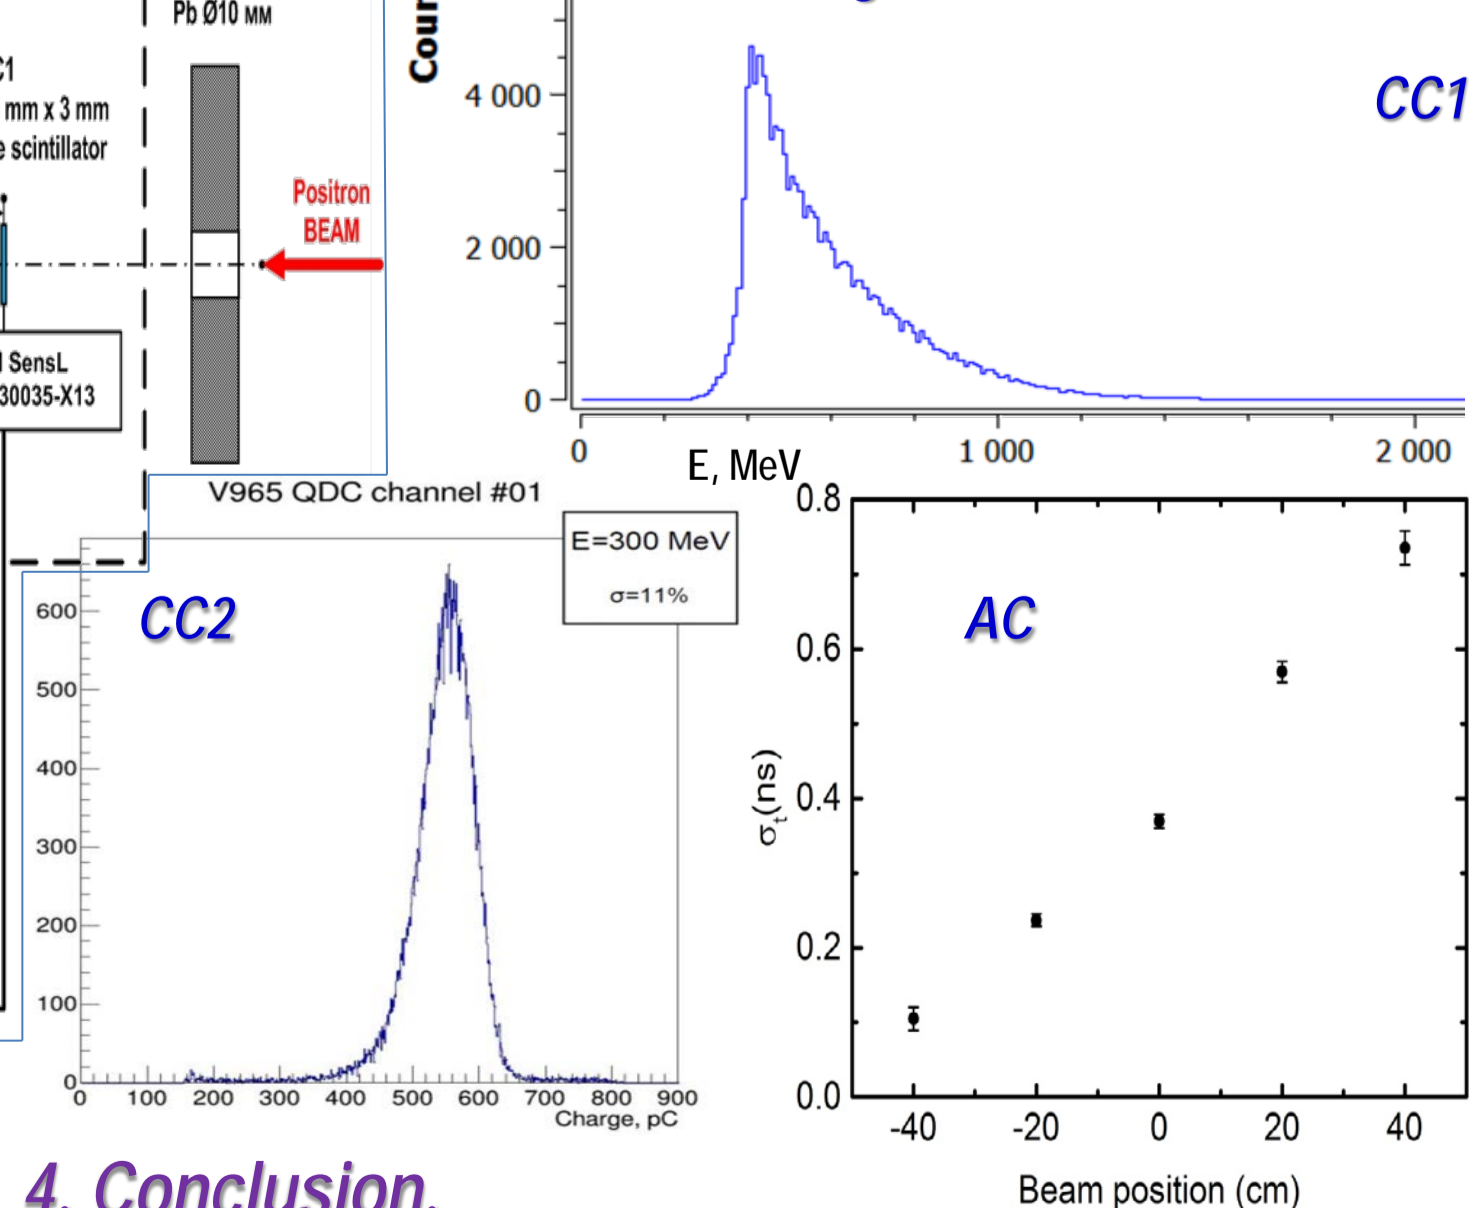 Pb Ø10 мм
C1
mm x 3 mm
e scintillator
Positron
BEAM
SensL
30035-X13
Cour
4 000
2 000
0
CC1
0
1 000
2 000
E, MeV
V965 QDC channel #01
E=300 MeV
σ=11%
CC2
600
500
400
300
200
100
0
0 100 200 300 400 500 600 700 800 900
Charge, pC
0.8
0.6
0.4
0.2
0.0
σt(ns)
AC
-40 -20 0 20 40
Beam position (cm)
4. Conclusion.